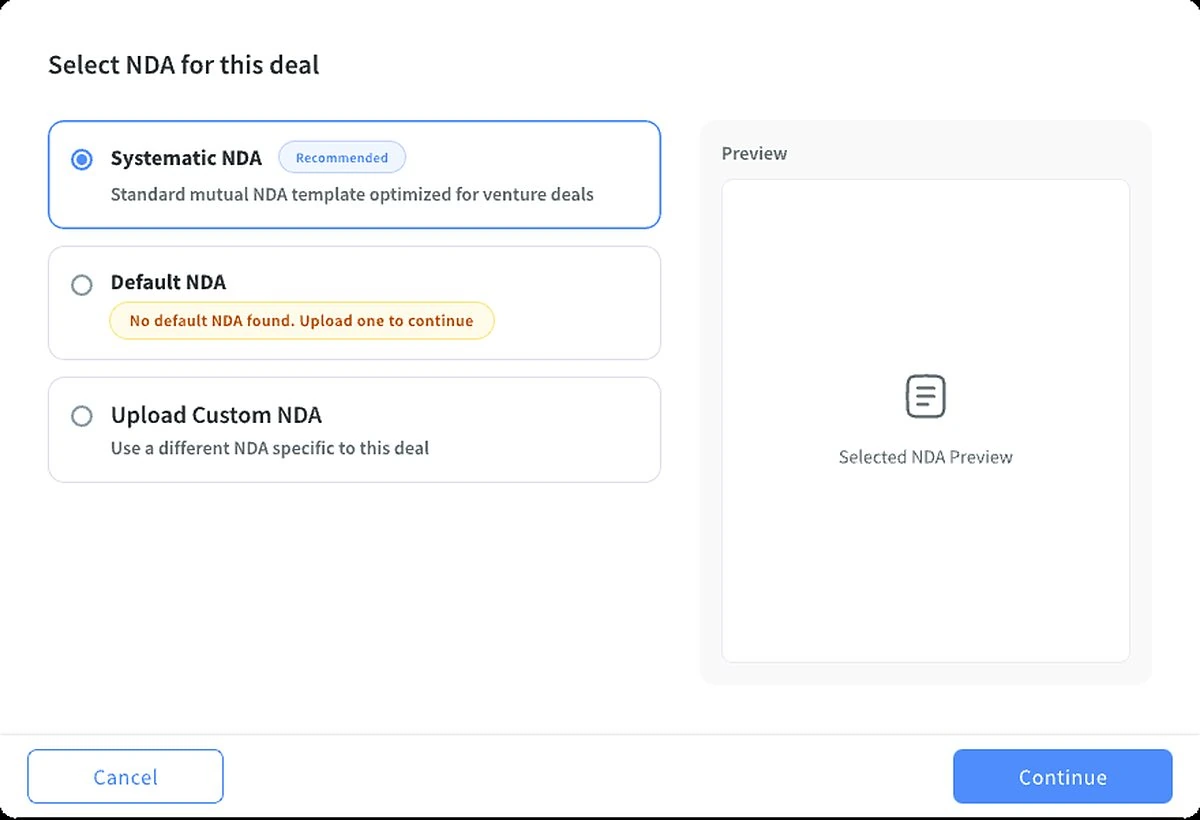 Select NDA for this deal
Systematic NDA Recommended
Standard mutual NDA template optimized for venture deals
Default NDA
No default NDA found. Upload one to continue
Upload Custom NDA
Use a different NDA specific to this deal
Preview
Selected NDA Preview
Cancel
Continue